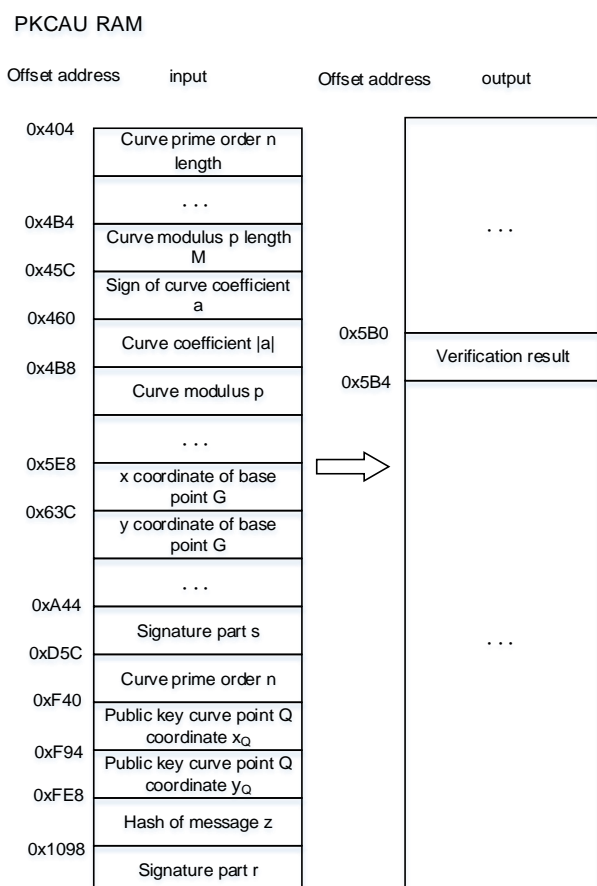 PKCAU RAM
Offset address
input
Offset address
output
0x404
Curve prime order n
length
. . .
0x4B4
Curve modulus p length
M
0x45C
Sign of curve coefficient
a
0x460
Curve coefficient |a|
0x4B8
Curve modulus p
. . .
0x5E8
x coordinate of base
point G
0x63C
y coordinate of base
point G
. . .
0xA44
Signature part s
0xD5C
Curve prime order n
0xF40
Public key curve point Q
coordinate xQ
0xF94
Public key curve point Q
coordinate yQ
0xFE8
Hash of message z
0x1098
Signature part r
. . .
0x5B0
Verification result
0x5B4
. . .